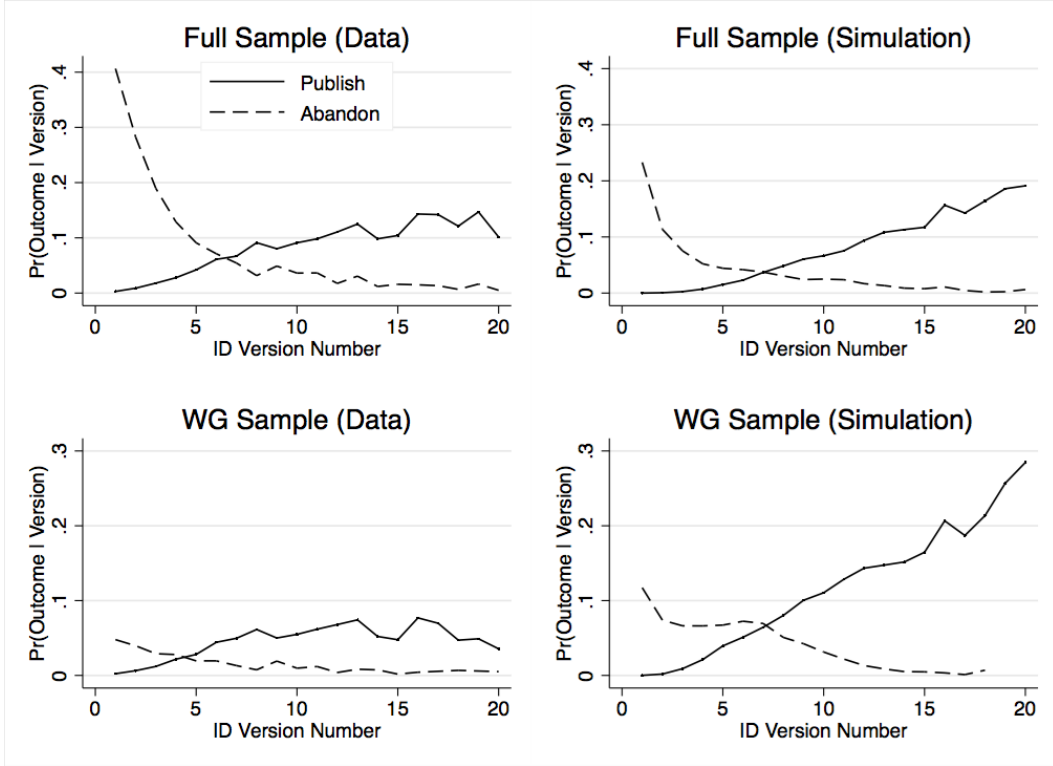 Full Sample (Data)
Pr(Outcome | Version)
.4
.3
.2
.1
0
Publish
Abandon
0 5 10 15 20
ID Version Number
Full Sample (Simulation)
Pr(Outcome | Version)
.4
.3
.2
.1
0
0 5 10 15 20
ID Version Number
WG Sample (Data)
Pr(Outcome | Version)
.3
.2
.1
0
0 5 10 15 20
ID Version Number
WG Sample (Simulation)
Pr(Outcome | Version)
.3
.2
.1
0
0 5 10 15 20
ID Version Number